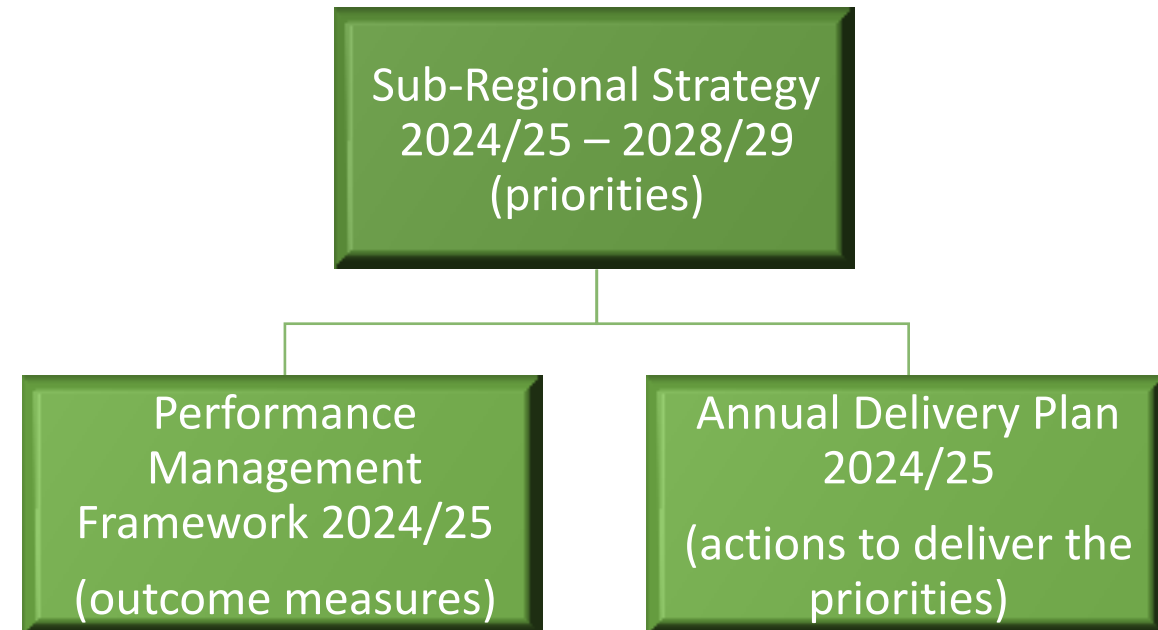 Sub-Regional Strategy
2024/25 – 2028/29
(priorities)
Performance
Management
Framework 2024/25
(outcome measures)
Annual Delivery Plan
2024/25
(actions to deliver the
priorities)